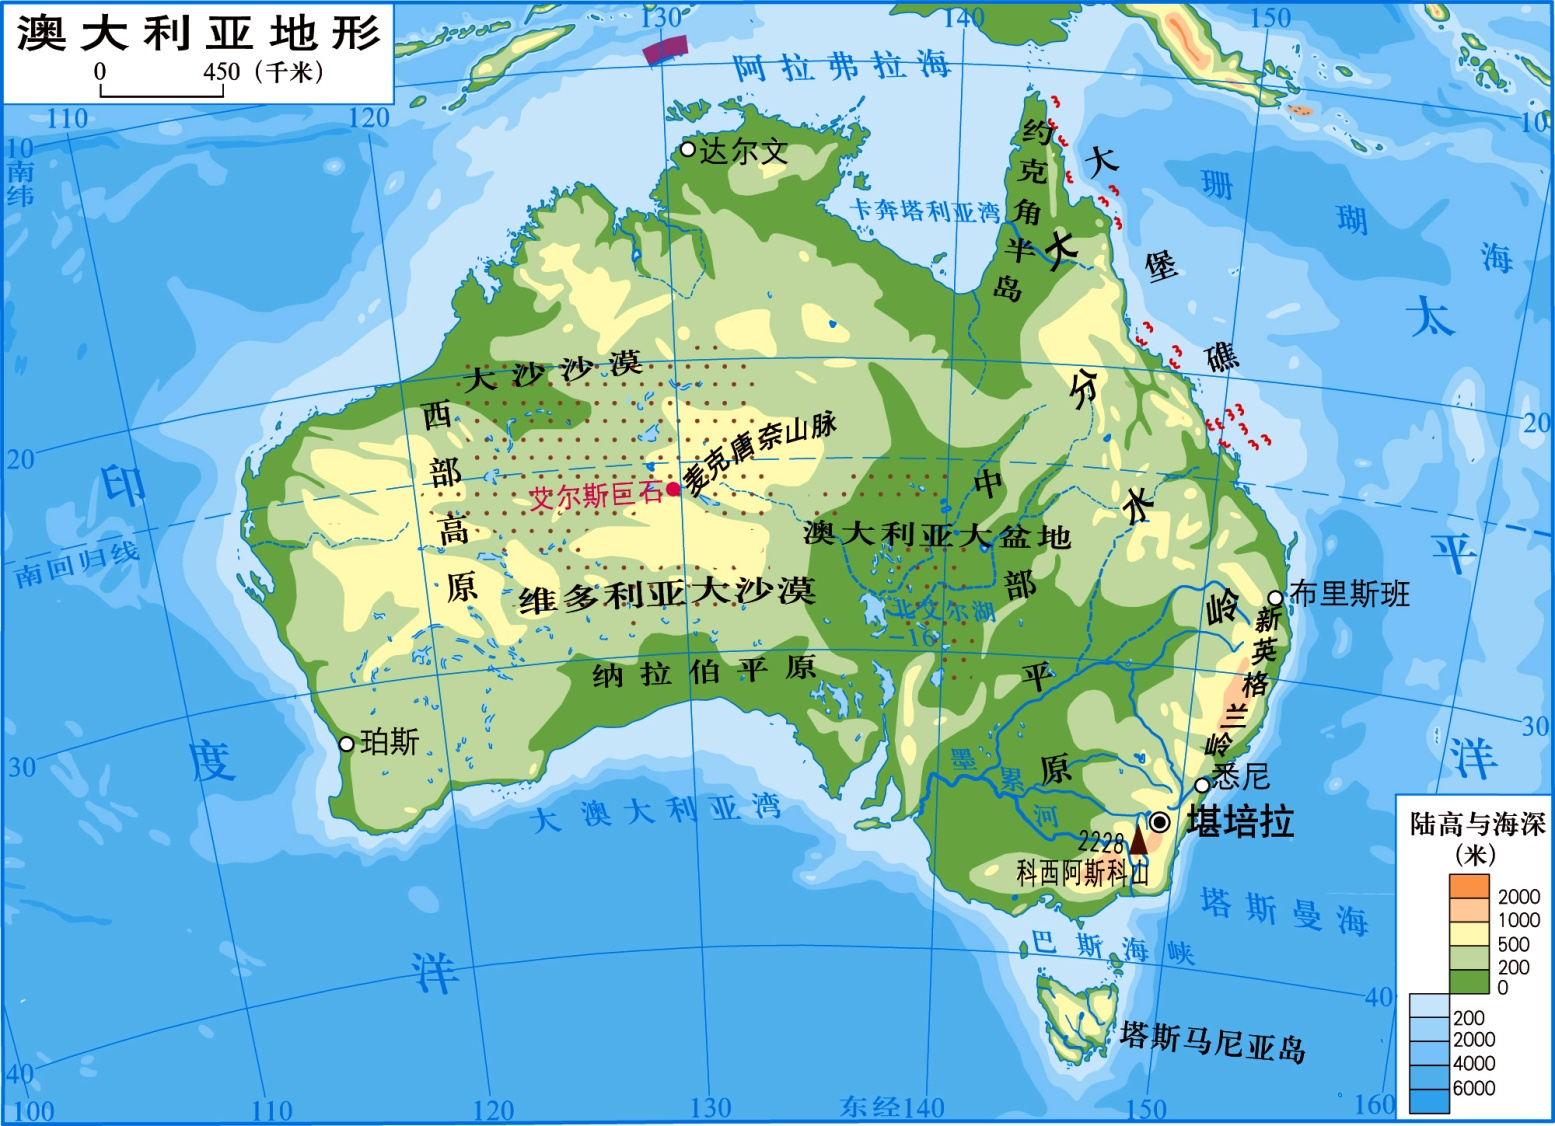 澳大利亚地形
0 450（千米）
130
140
150
110
120
10
南纬
10
阿拉弗拉海
达尔文
卡奔塔利亚湾
约克角半岛
大堡礁
珊瑚海
太平洋
大分水岭
大沙沙漠
西部高原
麦克唐奈山脉
艾尔斯巨石
20
20
印度洋
南回归线
中部平原
澳大利亚大盆地
维多利亚大沙漠
北艾尔湖
-16
布里斯班
新英格兰岭
纳拉伯平原
珀斯
30
30
墨累河
悉尼
堪培拉
大澳大利亚湾
2228
科西阿斯科山
塔斯曼海
巴斯海峡
塔斯马尼亚岛
40
40
100
110
120
130
东经140
150
160
陆高与海深
（米）
2000
1000
500
200
0
200
2000
4000
6000